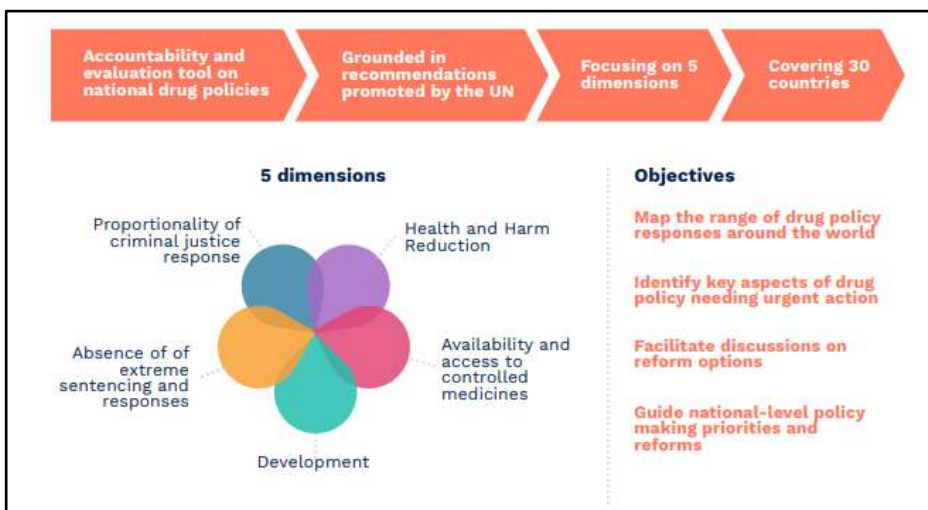 Accountability and
evaluation tool on
national drug policies
Grounded in
recommendations
promoted by the UN
Focusing on 5
dimensions
Covering 30
countries
5 dimensions
Proportionality of
criminal justice
response
Health and Harm
Reduction
Absence of of
extreme
sentencing and
responses
Availability and
access to
controlled
medicines
Development
Objectives
Map the range of drug policy
responses around the world
Identify key aspects of drug
policy needing urgent action
Facilitate discussions on
reform options
Guide national-level policy
making priorities and
reforms